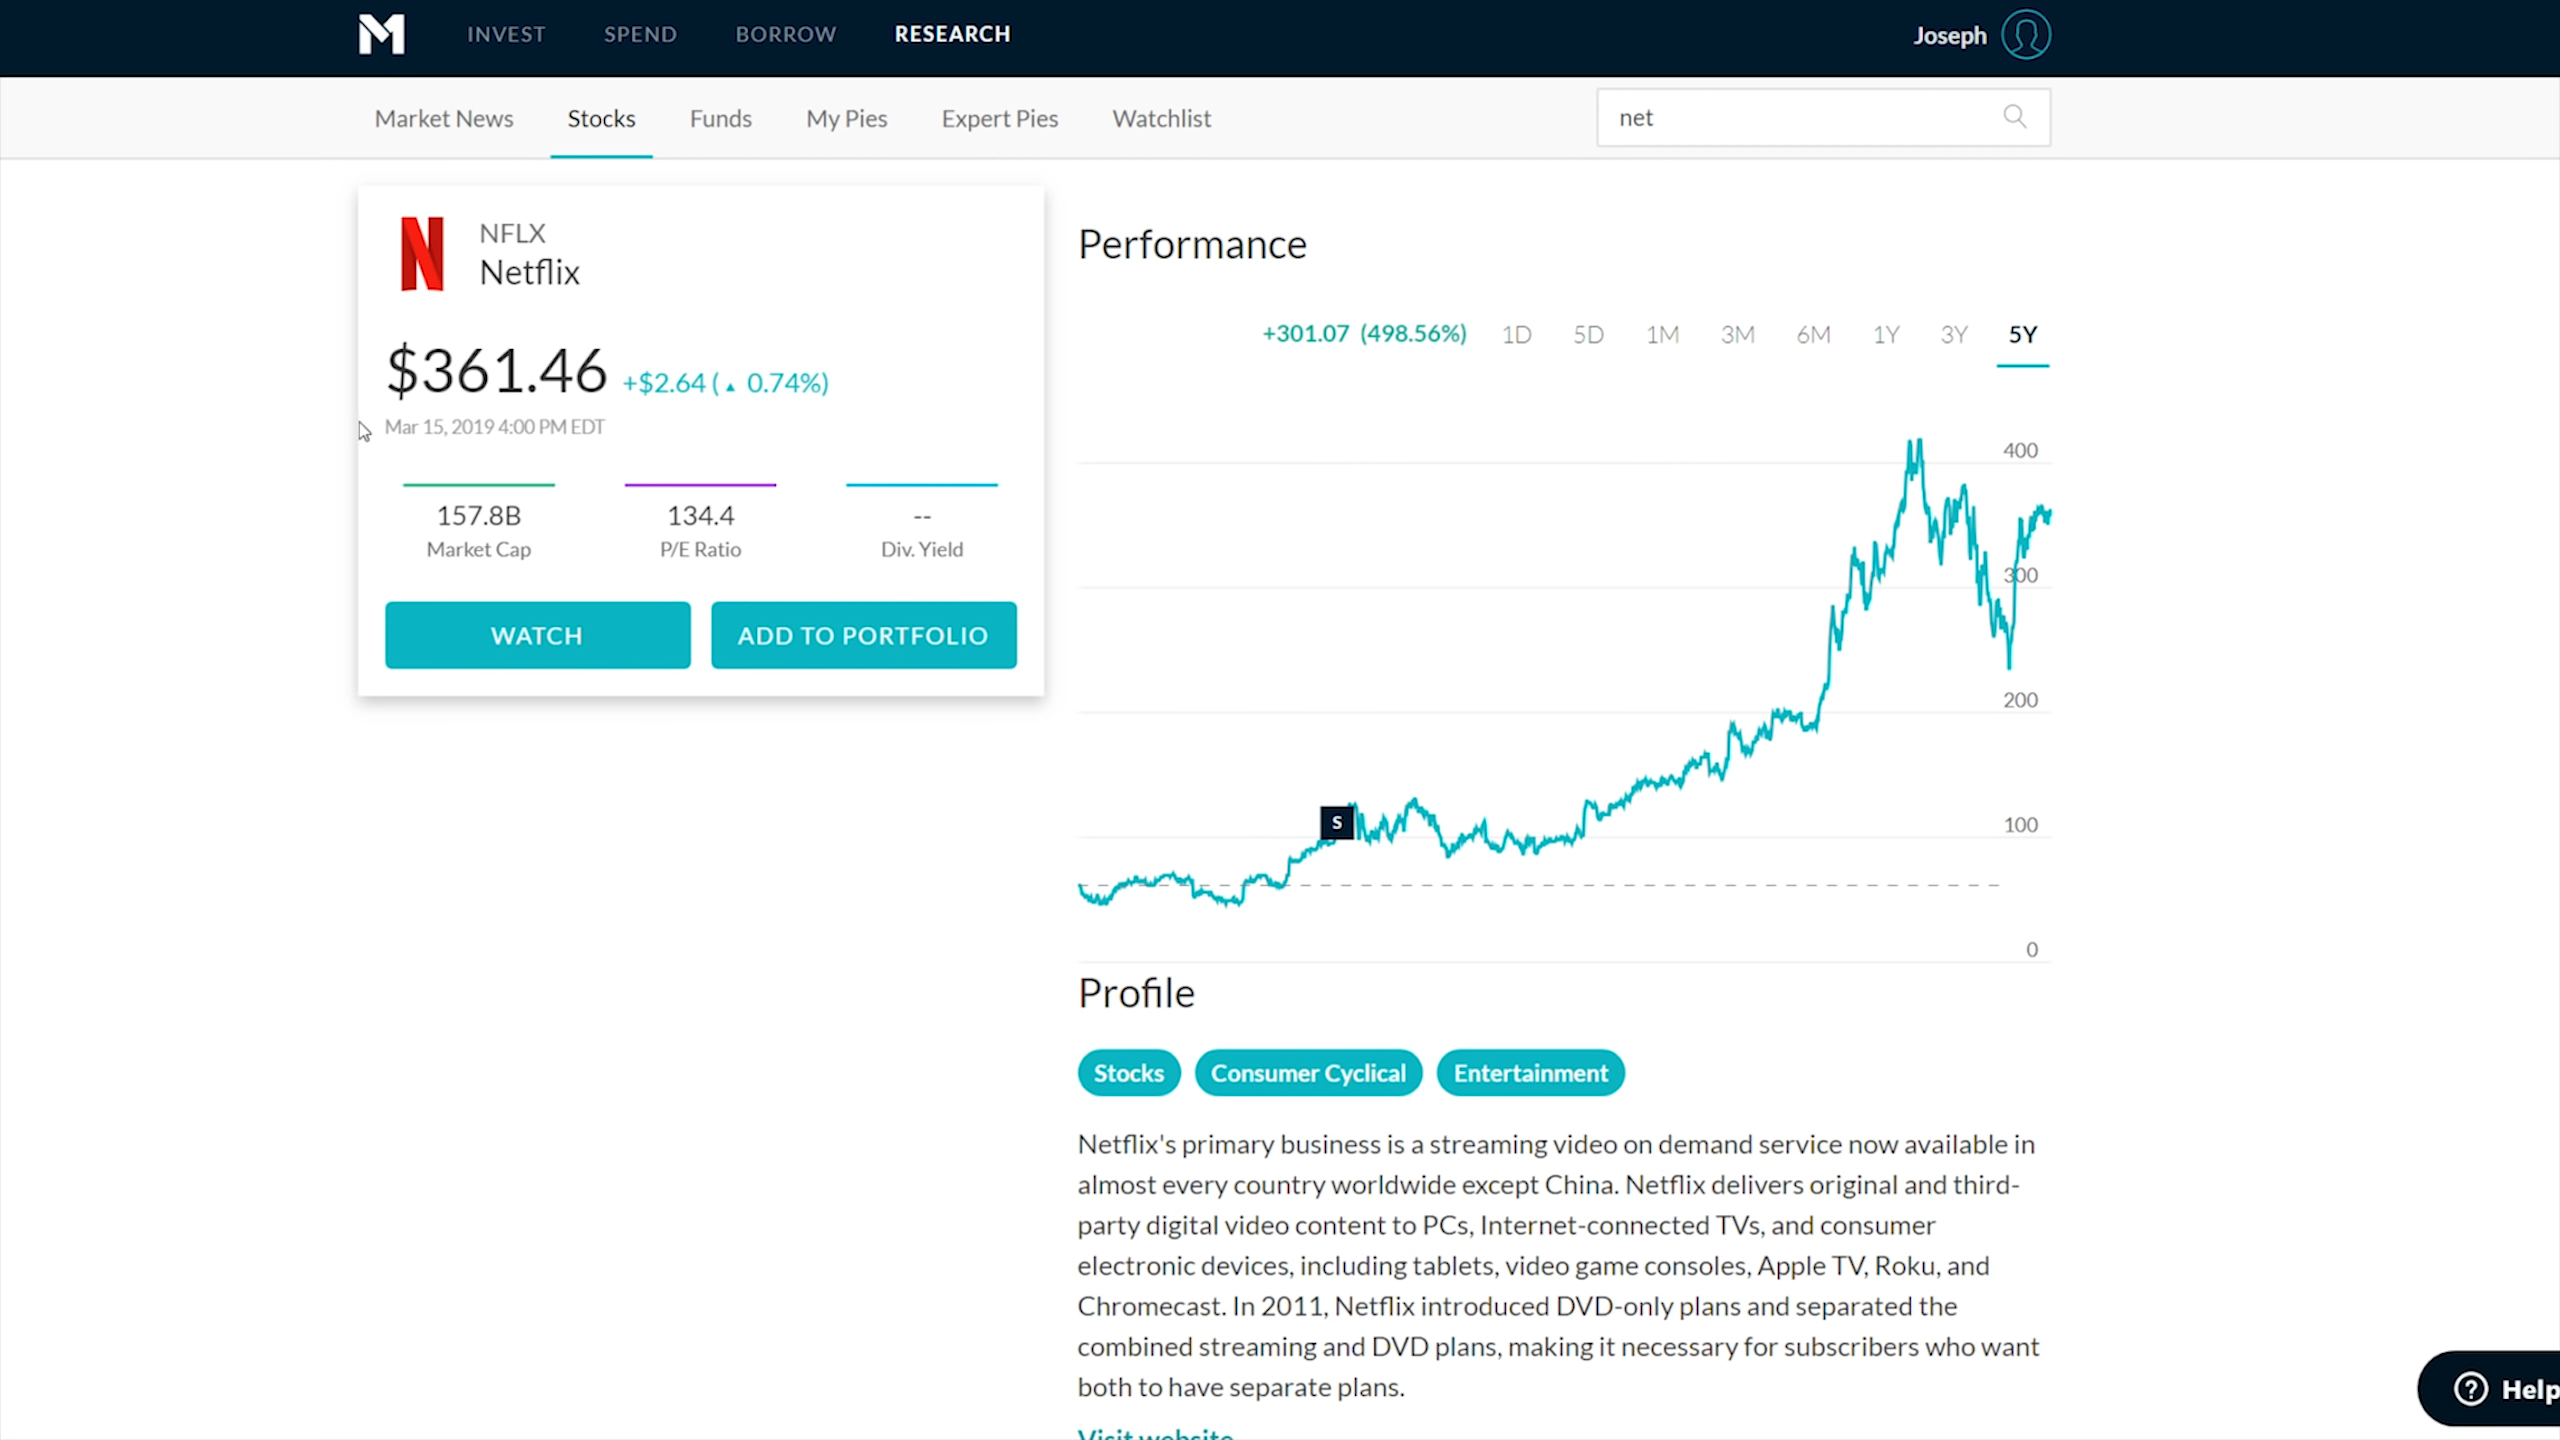 M INVEST SPEND BORROW RESEARCH Joseph
Market News Stocks Funds My Pies Expert Pies Watchlist net
N NFLX
Netflix
$361.46 +$2.64 (▲ 0.74%)
Mar 15, 2019 4:00 PM EDT
157.8B 134.4 --
Market Cap P/E Ratio Div. Yield
WATCH ADD TO PORTFOLIO
Performance
+301.07 (498.56%) 1D 5D 1M 3M 6M 1Y 3Y 5Y
400
300
200
S
100
0
Profile
Stocks Consumer Cyclical Entertainment
Netflix's primary business is a streaming video on demand service now available in
almost every country worldwide except China. Netflix delivers original and third-
party digital video content to PCs, Internet-connected TVs, and consumer
electronic devices, including tablets, video game consoles, Apple TV, Roku, and
Chromecast. In 2011, Netflix introduced DVD-only plans and separated the
combined streaming and DVD plans, making it necessary for subscribers who want
both to have separate plans.
Visit website
? Help